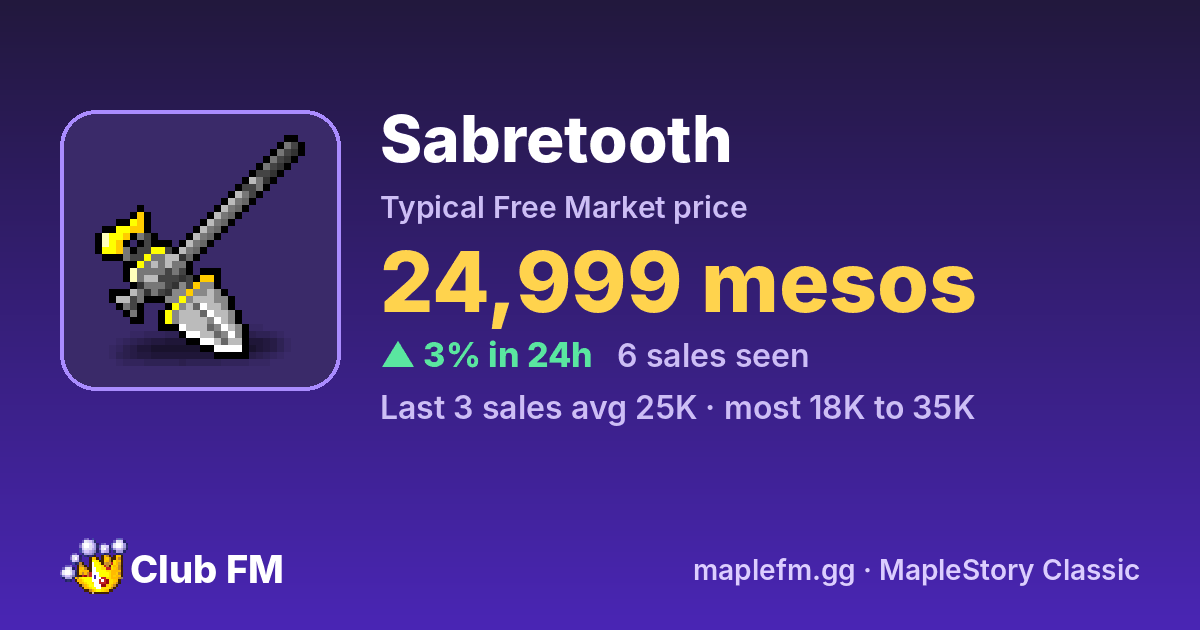 Sabretooth
Typical Free Market price
24,999 mesos
▲ 3% in 24h 6 sales seen
Last 3 sales avg 25K · most 18K to 35K
Club FM
maplefm.gg · MapleStory Classic